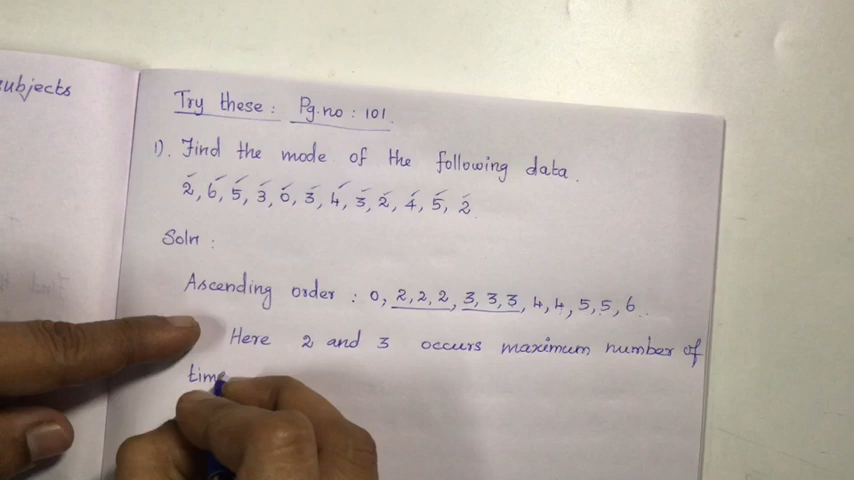 subjects
Try these : Pg.no : 101.
1). Find the mode of the following data.
2, 6, 5, 3, 0, 3, 4, 3, 2, 4, 5, 2
Soln :
Ascending order : 0, 2, 2, 2, 3, 3, 3, 4, 4, 5, 5, 6.
Here 2 and 3 occurs maximum number of
time